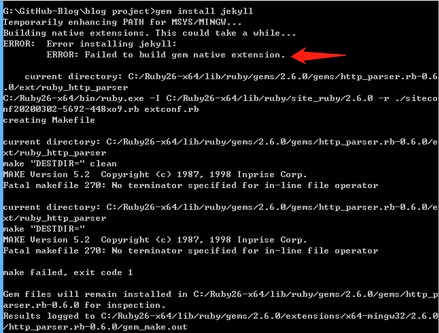 G:\GitHub-Blog\blog project>gem install jekyll
Temporarily enhancing PATH for MSYS/MINGW...
Building native extensions. This could take a while...
ERROR:  Error installing jekyll:
        ERROR: Failed to build gem native extension.

    current directory: C:/Ruby26-x64/lib/ruby/gems/2.6.0/gems/http_parser.rb-0.6
.0/ext/ruby_http_parser
C:/Ruby26-x64/bin/ruby.exe -I C:/Ruby26-x64/lib/ruby/site_ruby/2.6.0 -r ./siteco
nf20200302-5692-448xo9.rb extconf.rb
creating Makefile

current directory: C:/Ruby26-x64/lib/ruby/gems/2.6.0/gems/http_parser.rb-0.6.0/e
xt/ruby_http_parser
make "DESTDIR=" clean
MAKE Version 5.2  Copyright (c) 1987, 1998 Inprise Corp.
Fatal makefile 270: No terminator specified for in-line file operator

current directory: C:/Ruby26-x64/lib/ruby/gems/2.6.0/gems/http_parser.rb-0.6.0/e
xt/ruby_http_parser
make "DESTDIR="
MAKE Version 5.2  Copyright (c) 1987, 1998 Inprise Corp.
Fatal makefile 270: No terminator specified for in-line file operator

make failed, exit code 1

Gem files will remain installed in C:/Ruby26-x64/lib/ruby/gems/2.6.0/gems/http_p
arser.rb-0.6.0 for inspection.
Results logged to C:/Ruby26-x64/lib/ruby/gems/2.6.0/extensions/x64-mingw32/2.6.0
/http_parser.rb-0.6.0/gem_make.out